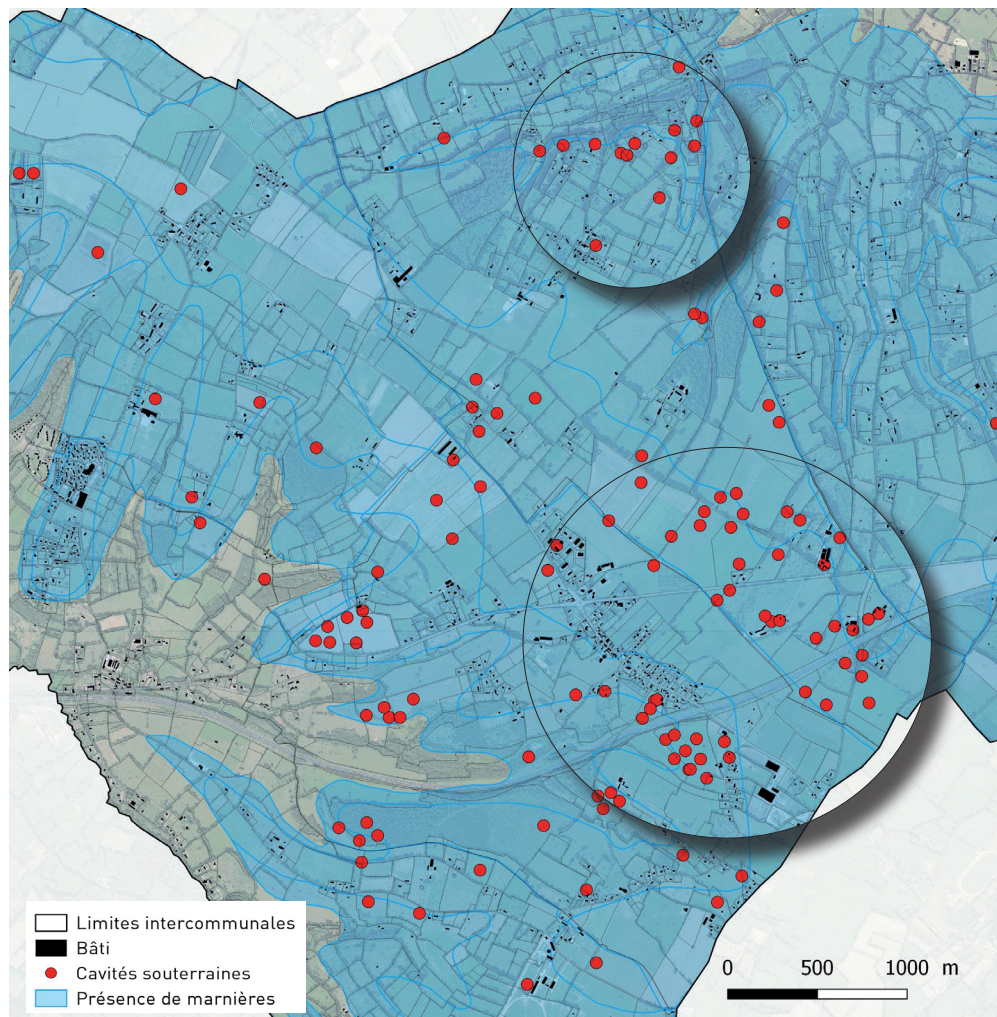 Limites intercommunales
Bâti
Cavités souterraines
Présence de marnières
0 500 1000 m